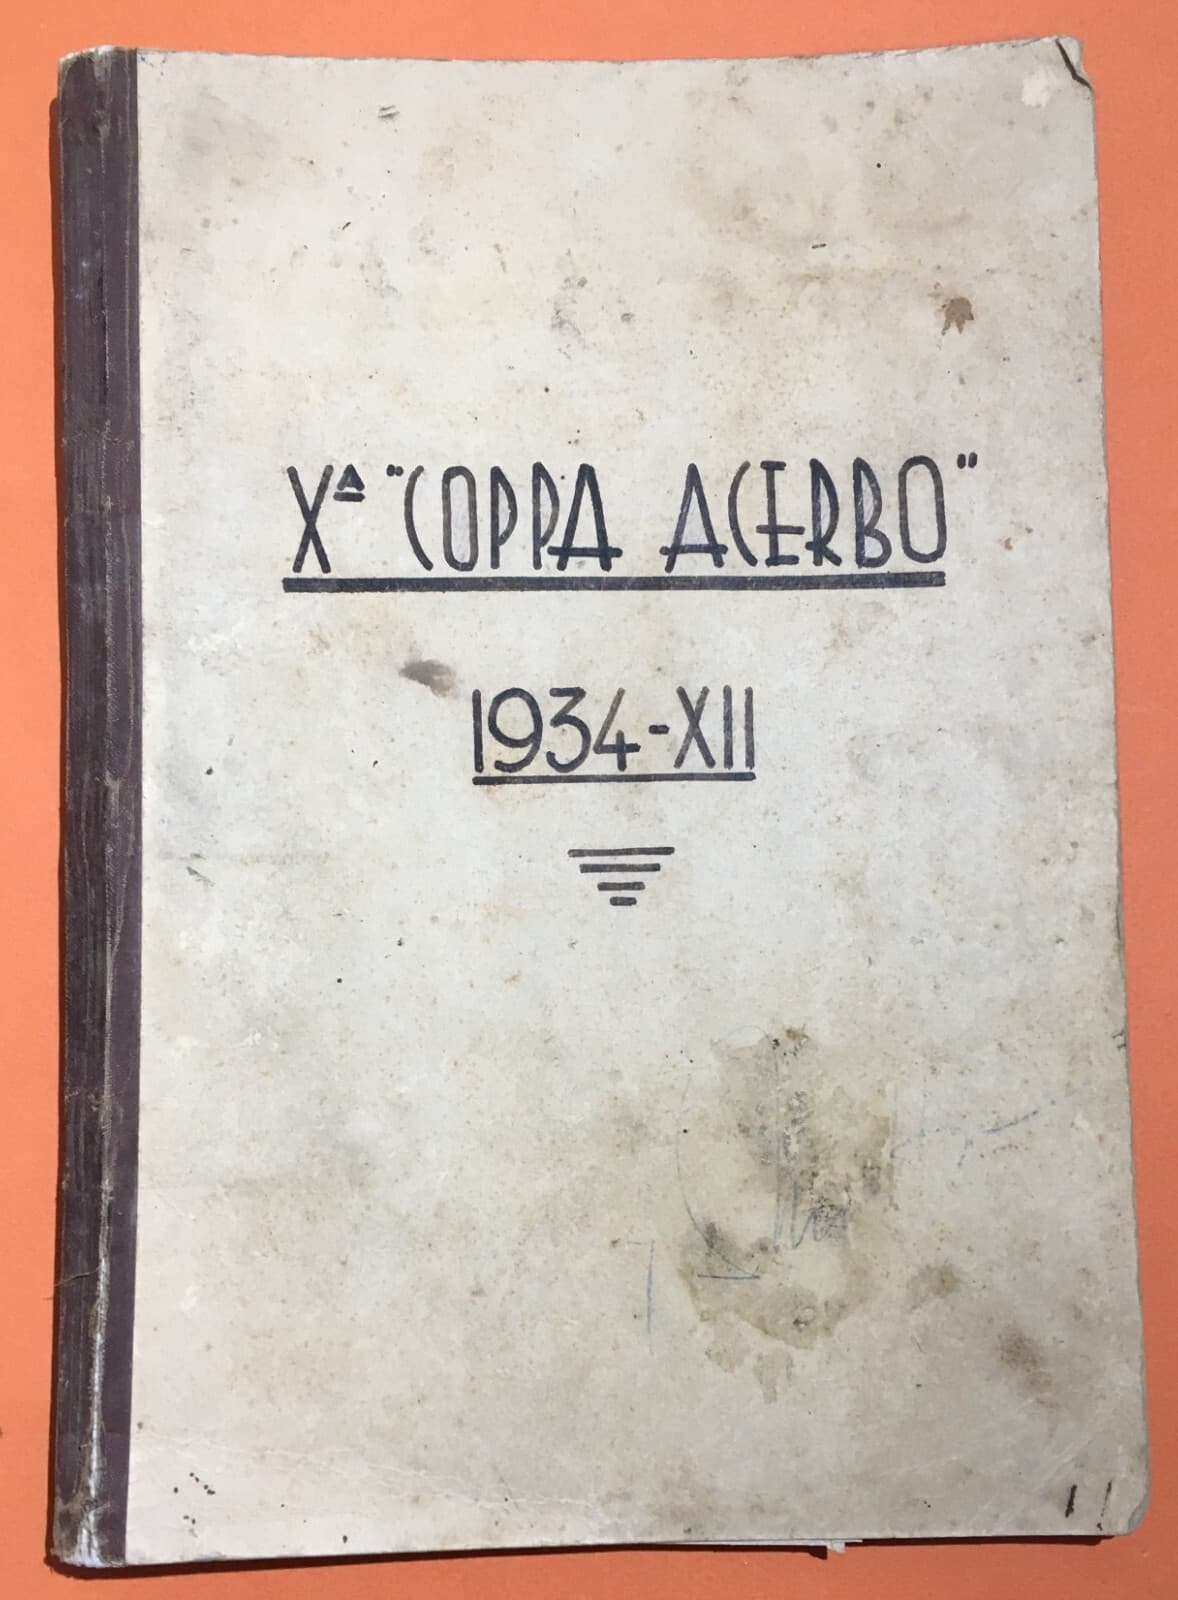 Xᴬ "COPPA ACERBO"
1934-XII